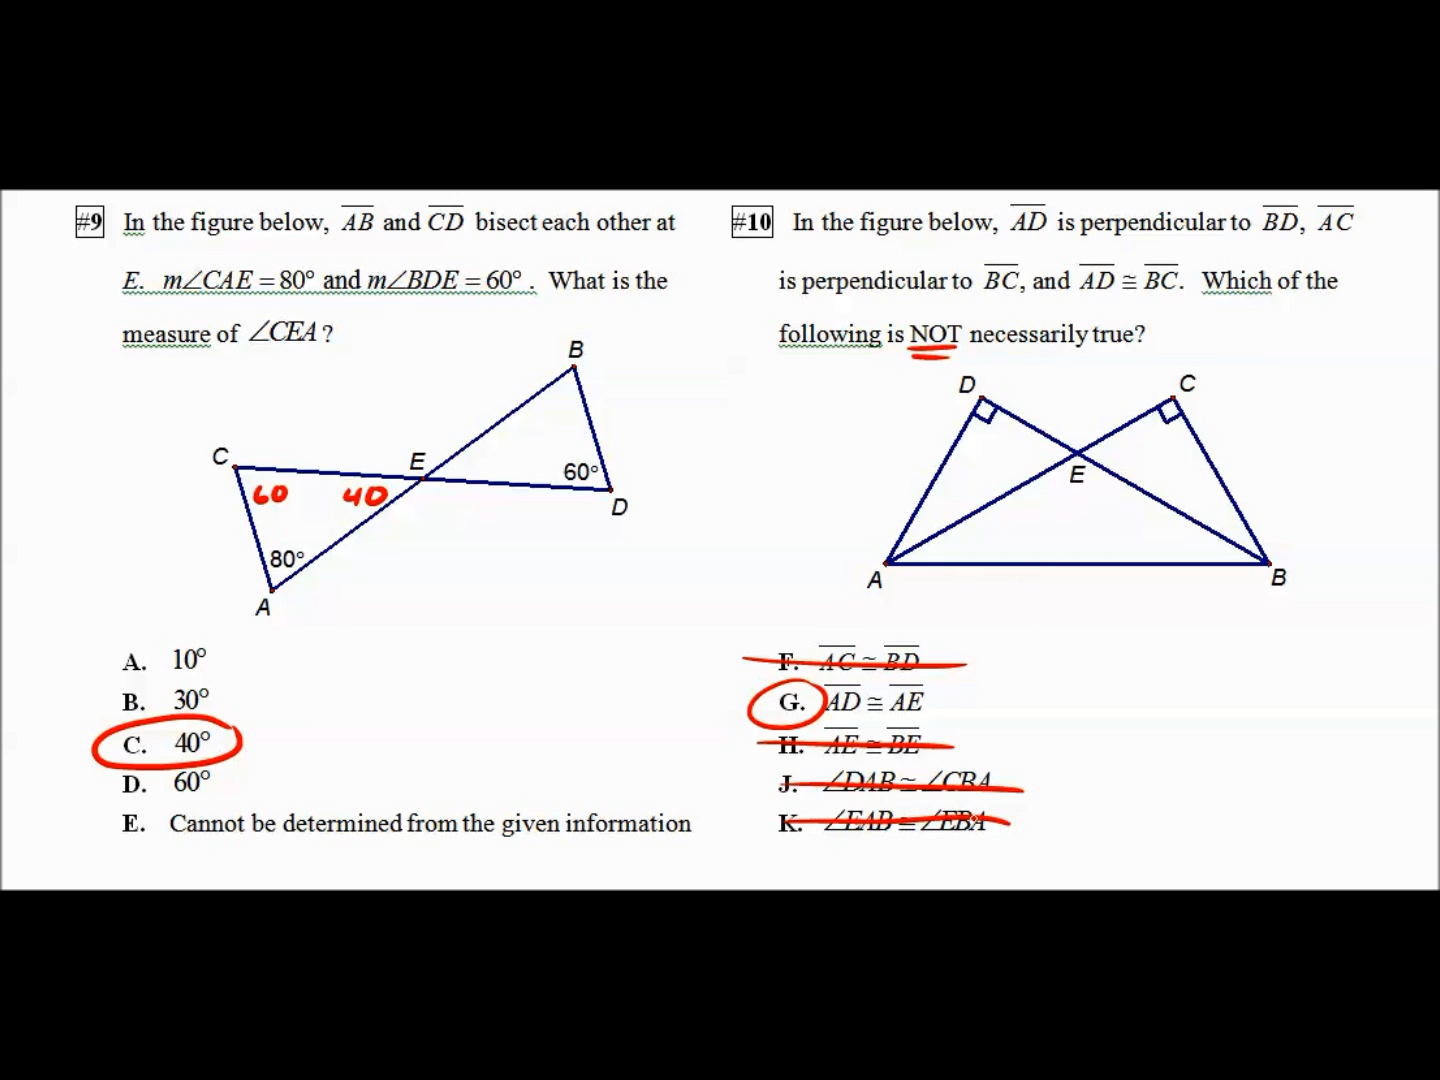 #9 In the figure below, AB and CD bisect each other at
E. m∠CAE = 80° and m∠BDE = 60°. What is the
measure of ∠CEA?
B
C
E
60°
60
40
D
80°
A
A. 10°
B. 30°
C. 40°
D. 60°
E. Cannot be determined from the given information
#10 In the figure below, AD is perpendicular to BD, AC
is perpendicular to BC, and AD ≅ BC. Which of the
following is NOT necessarily true?
D
C
E
A
B
F. AC ≅ BD
G. AD ≅ AE
H. AE ≅ BE
J. ∠DAB ≅ ∠CBA
K. ∠EAB ≅ ∠EBA